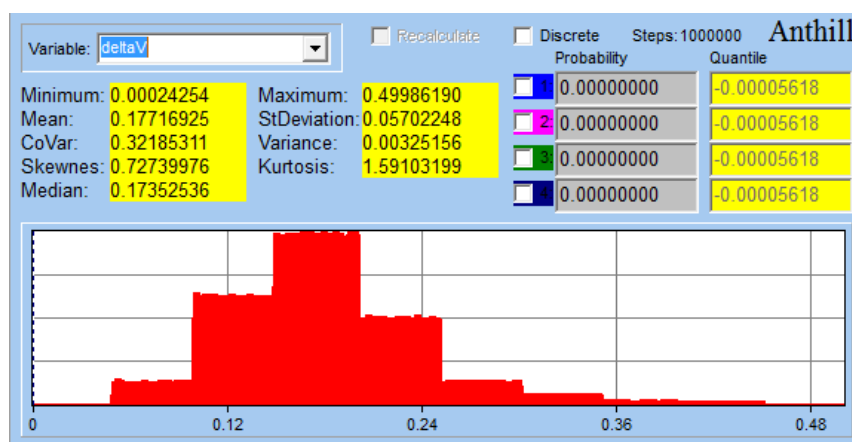 Variable: deltaV
Recalculate
Discrete Steps: 1000000 Anthill
Probability Quantile
Minimum: 0.00024254 Maximum: 0.49986190
Mean: 0.17716925 StDeviation: 0.05702248
CoVar: 0.32185311 Variance: 0.00325156
Skewnes: 0.72739976 Kurtosis: 1.59103199
Median: 0.17352536
1: 0.00000000 -0.00005618
2: 0.00000000 -0.00005618
3: 0.00000000 -0.00005618
4: 0.00000000 -0.00005618
0 0.12 0.24 0.36 0.48